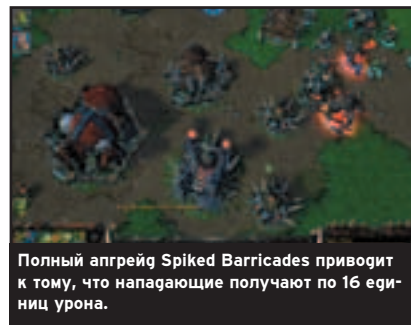 Полный апгрейд Spiked Barricades приводит
к тому, что нападающие получают по 16 еди-
ниц урона.